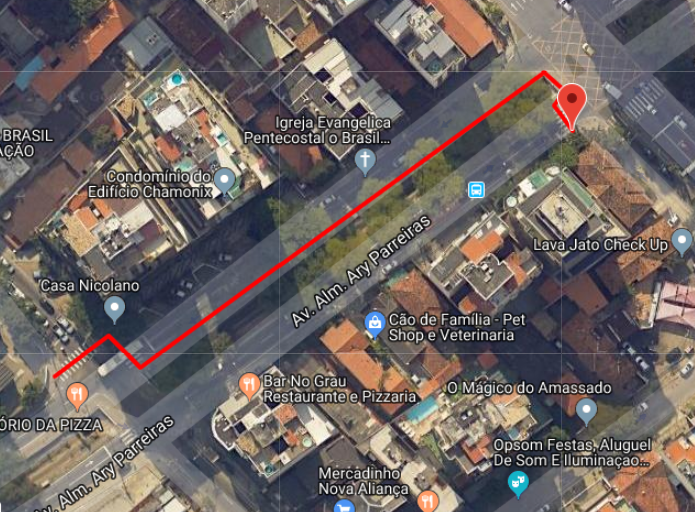 BRASIL
AÇÃO
Igreja Evangelica
Pentecostal o Brasil...
Condomínio do
Edifício Chamonix
Casa Nicolano
Av. Alm. Ary Parreiras
Lava Jato Check Up
Cão de Família - Pet
Shop e Veterinaria
Bar No Grau
Restaurante e Pizzaria
O Mágico do Amassado
ÓRIO DA PIZZA
Av. Alm. Ary Parreiras
Opsom Festas, Aluguel
De Som E Iluminaçao...
Mercadinho
Nova Aliança